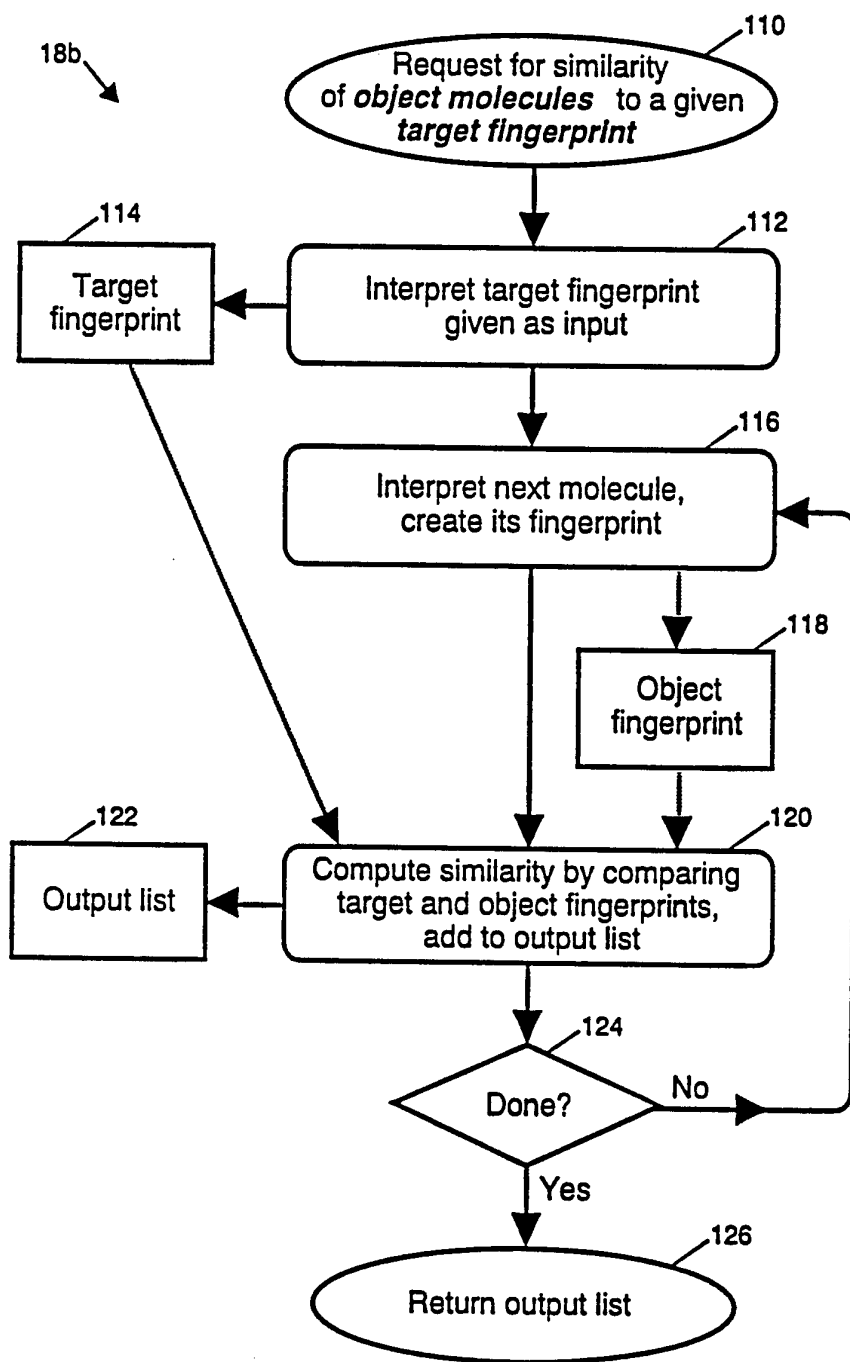 18b
110
Request for similarity
of object molecules to a given
target fingerprint
114
112
Target
fingerprint
Interpret target fingerprint
given as input
116
Interpret next molecule,
create its fingerprint
118
Object
fingerprint
122
120
Output list
Compute similarity by comparing
target and object fingerprints,
add to output list
124
Done?
No
Yes
126
Return output list